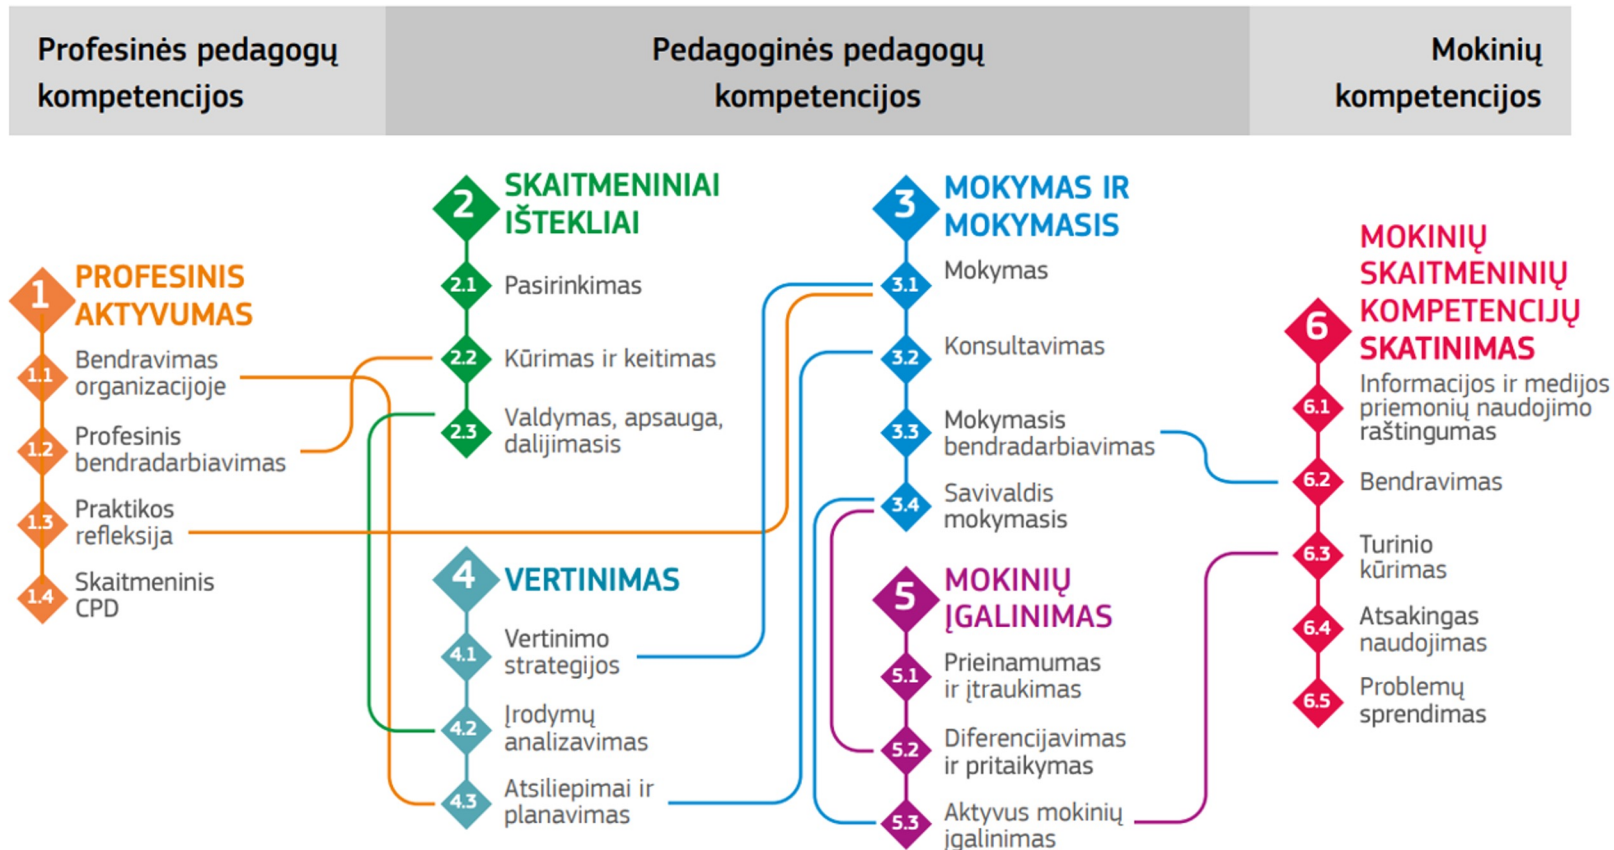 Profesinės pedagogų
kompetencijos
Pedagoginės pedagogų
kompetencijos
Mokinių
kompetencijos
1
PROFESINIS
AKTYVUMAS
1.1
Bendravimas
organizacijoje
1.2
Profesinis
bendradarbiavimas
1.3
Praktikos
refleksija
1.4
Skaitmeninis
CPD
2
SKAITMENINIAI
IŠTEKLIAI
2.1
Pasirinkimas
2.2
Kūrimas ir keitimas
2.3
Valdymas, apsauga,
dalijimasis
4
VERTINIMAS
4.1
Vertinimo
strategijos
4.2
Įrodymų
analizavimas
4.3
Atsiliepimai ir
planavimas
3
MOKYMAS IR
MOKYMASIS
3.1
Mokymas
3.2
Konsultavimas
3.3
Mokymasis
bendradarbiavimas
3.4
Savivaldis
mokymasis
5
MOKINIŲ
ĮGALINIMAS
5.1
Prieinamumas
ir įtraukimas
5.2
Diferencijavimas
ir pritaikymas
5.3
Aktyvus mokinių
įgalinimas
6
MOKINIŲ
SKAITMENINIŲ
KOMPETENCIJŲ
SKATINIMAS
6.1
Informacijos ir medijos
priemonių naudojimo
raštingumas
6.2
Bendravimas
6.3
Turinio
kūrimas
6.4
Atsakingas
naudojimas
6.5
Problemų
sprendimas